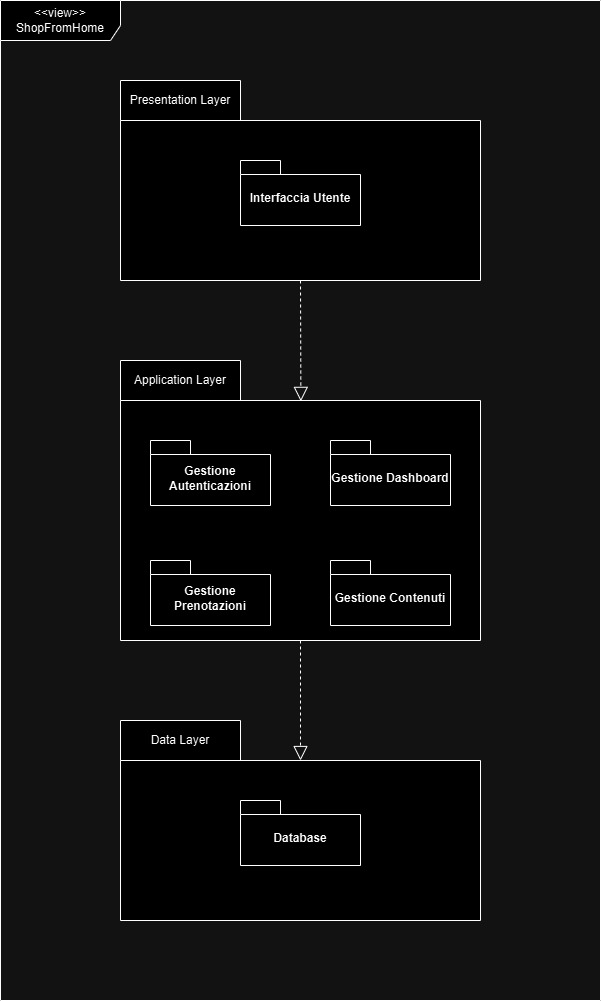 <<view>>
ShopFromHome
Presentation Layer
Interfaccia Utente
Application Layer
Gestione
Autenticazioni
Gestione Dashboard
Gestione
Prenotazioni
Gestione Contenuti
Data Layer
Database